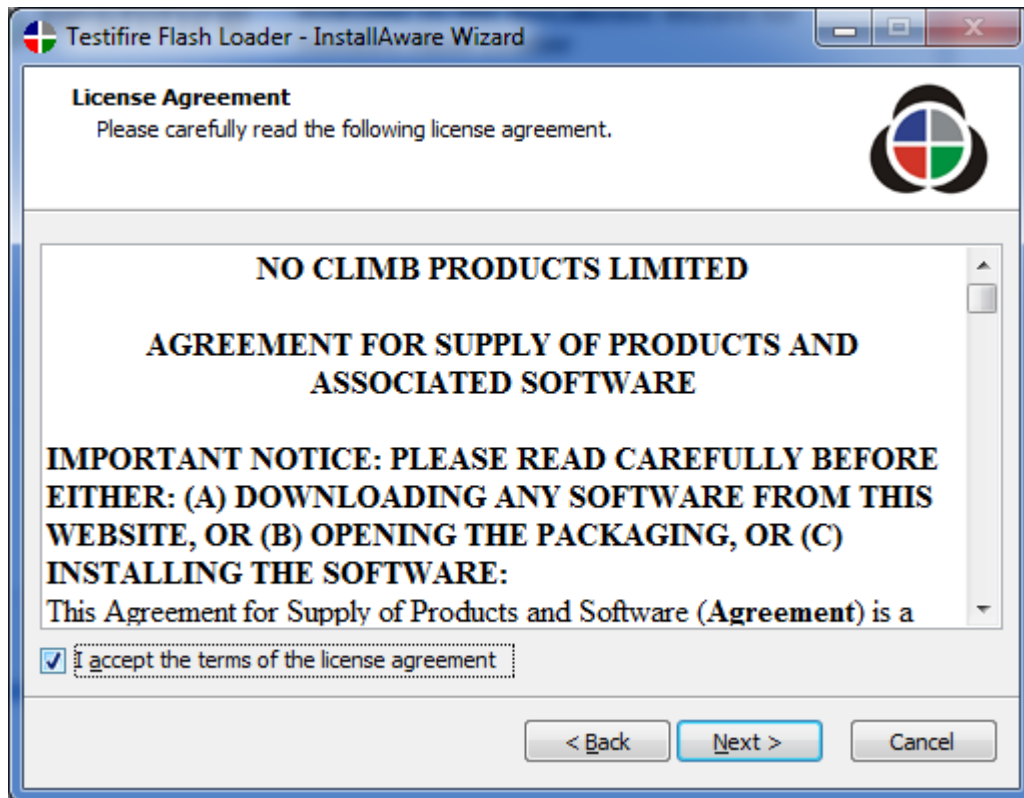 Testifire Flash Loader - InstallAware Wizard
License Agreement
Please carefully read the following license agreement.
NO CLIMB PRODUCTS LIMITED
AGREEMENT FOR SUPPLY OF PRODUCTS AND
ASSOCIATED SOFTWARE
IMPORTANT NOTICE: PLEASE READ CAREFULLY BEFORE
EITHER: (A) DOWNLOADING ANY SOFTWARE FROM THIS
WEBSITE, OR (B) OPENING THE PACKAGING, OR (C)
INSTALLING THE SOFTWARE:
This Agreement for Supply of Products and Software (Agreement) is a
I accept the terms of the license agreement
< Back Next > Cancel